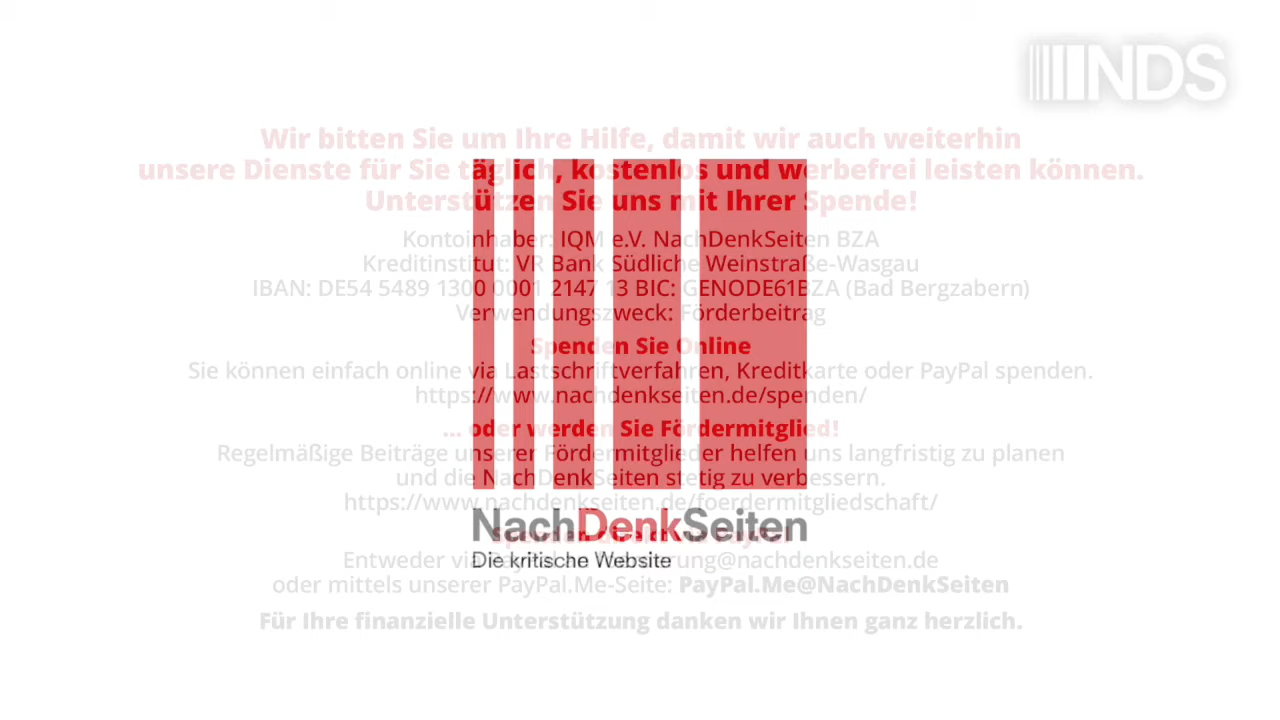 NDS
Wir bitten Sie um Ihre Hilfe, damit wir auch weiterhin
unsere Dienste für Sie täglich, kostenlos und werbefrei leisten können.
Unterstützen Sie uns mit Ihrer Spende!
Kontoinhaber: IQM e.V. NachDenkSeiten BZA
Kreditinstitut: VR Bank Südliche Weinstraße-Wasgau
IBAN: DE54 5489 1300 0001 2147 13 BIC: GENODE61BZA (Bad Bergzabern)
Verwendungszweck: Förderbeitrag
Spenden Sie Online
Sie können einfach online via Lastschriftverfahren, Kreditkarte oder PayPal spenden.
https://www.nachdenkseiten.de/spenden/
... oder werden Sie Fördermitglied!
Regelmäßige Beiträge unserer Fördermitglieder helfen uns langfristig zu planen
und die NachDenkSeiten stetig zu verbessern.
https://www.nachdenkseiten.de/foerdermitgliedschaft/
NachDenkSeiten
Die kritische Website
Entweder via
oder mittels unserer PayPal.Me-Seite: PayPal.Me@NachDenkSeiten
Für Ihre finanzielle Unterstützung danken wir Ihnen ganz herzlich.